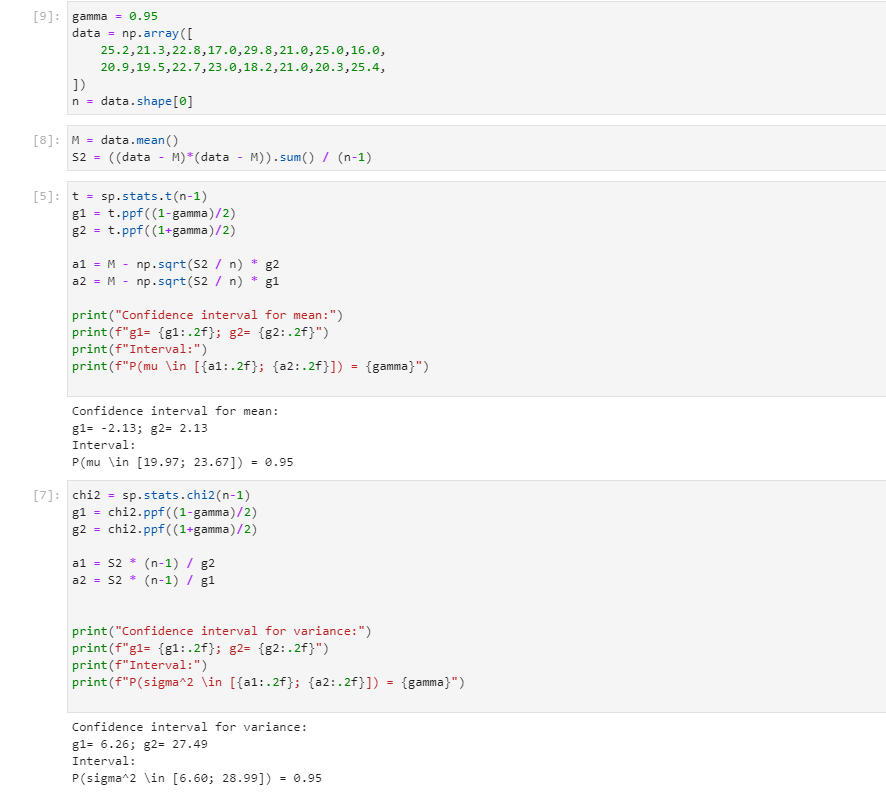 [9]: gamma = 0.95
data = np.array([
    25.2,21.3,22.8,17.0,29.8,21.0,25.0,16.0,
    20.9,19.5,22.7,23.0,18.2,21.0,20.3,25.4,
])
n = data.shape[0]
[8]: M = data.mean()
S2 = ((data - M)*(data - M)).sum() / (n-1)
[5]: t = sp.stats.t(n-1)
g1 = t.ppf((1-gamma)/2)
g2 = t.ppf((1+gamma)/2)
a1 = M - np.sqrt(S2 / n) * g2
a2 = M - np.sqrt(S2 / n) * g1
print("Confidence interval for mean:")
print(f"g1= {g1:.2f}; g2= {g2:.2f}")
print(f"Interval:")
print(f"P(mu \in [{a1:.2f}; {a2:.2f}]) = {gamma}")
Confidence interval for mean:
g1= -2.13; g2= 2.13
Interval:
P(mu \in [19.97; 23.67]) = 0.95
[7]: chi2 = sp.stats.chi2(n-1)
g1 = chi2.ppf((1-gamma)/2)
g2 = chi2.ppf((1+gamma)/2)
a1 = S2 * (n-1) / g2
a2 = S2 * (n-1) / g1
print("Confidence interval for variance:")
print(f"g1= {g1:.2f}; g2= {g2:.2f}")
print(f"Interval:")
print(f"P(sigma^2 \in [{a1:.2f}; {a2:.2f}]) = {gamma}")
Confidence interval for variance:
g1= 6.26; g2= 27.49
Interval:
P(sigma^2 \in [6.60; 28.99]) = 0.95